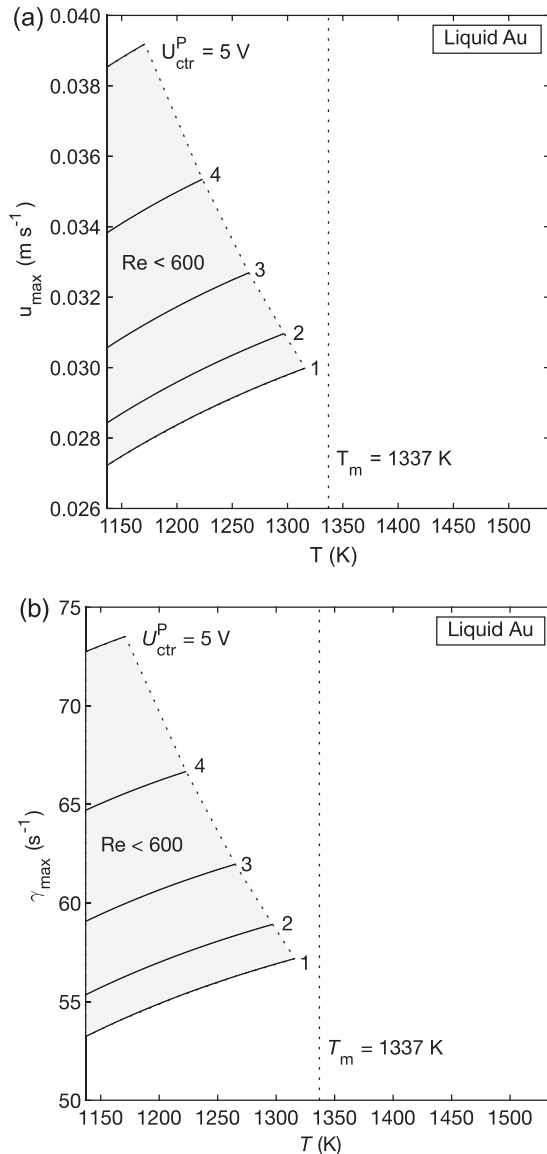 (a)
0.040
0.038
0.036
0.034
0.032
0.030
0.028
0.026
u_max (m s^-1)
U^P_ctr = 5 V
Liquid Au
4
Re < 600
3
2
1
T_m = 1337 K
1150 1200 1250 1300 1350 1400 1450 1500
T (K)
(b)
75
70
65
60
55
50
γ_max (s^-1)
U^P_ctr = 5 V
Liquid Au
4
Re < 600
3
2
1
T_m = 1337 K
1150 1200 1250 1300 1350 1400 1450 1500
T (K)